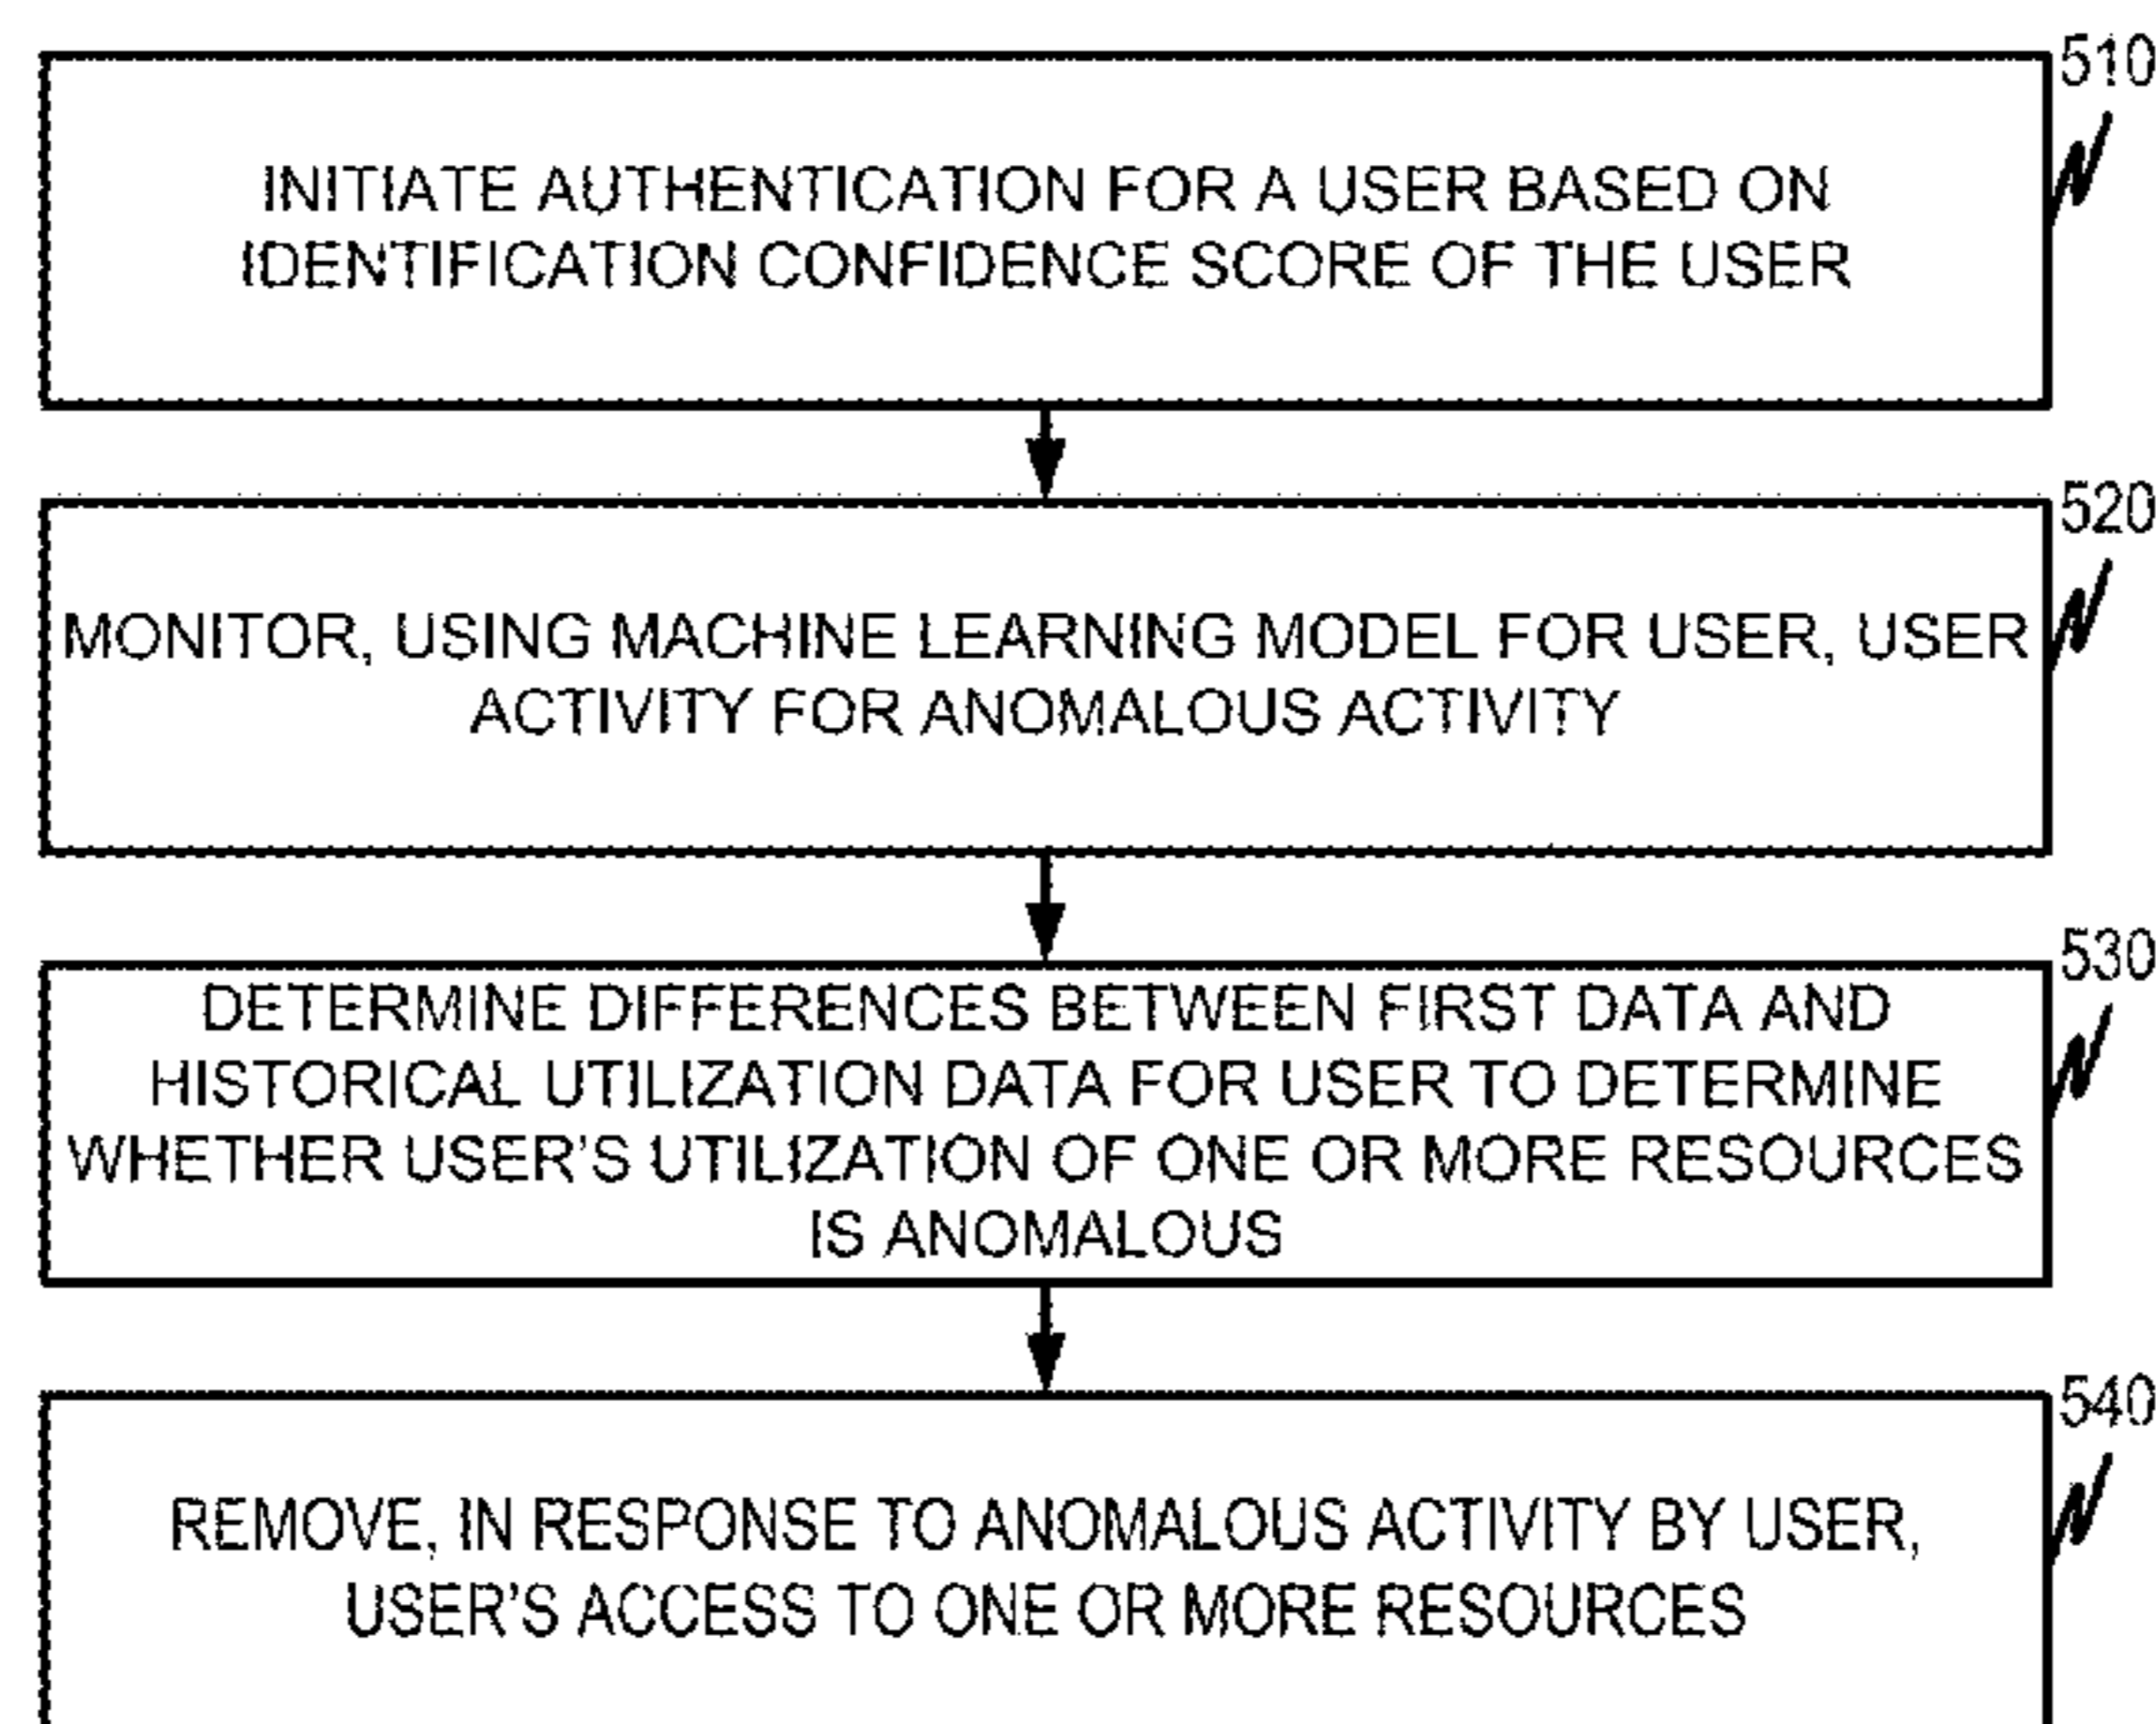 510
INITIATE AUTHENTICATION FOR A USER BASED ON
IDENTIFICATION CONFIDENCE SCORE OF THE USER
520
MONITOR, USING MACHINE LEARNING MODEL FOR USER, USER
ACTIVITY FOR ANOMALOUS ACTIVITY
530
DETERMINE DIFFERENCES BETWEEN FIRST DATA AND
HISTORICAL UTILIZATION DATA FOR USER TO DETERMINE
WHETHER USER'S UTILIZATION OF ONE OR MORE RESOURCES
IS ANOMALOUS
540
REMOVE, IN RESPONSE TO ANOMALOUS ACTIVITY BY USER,
USER'S ACCESS TO ONE OR MORE RESOURCES